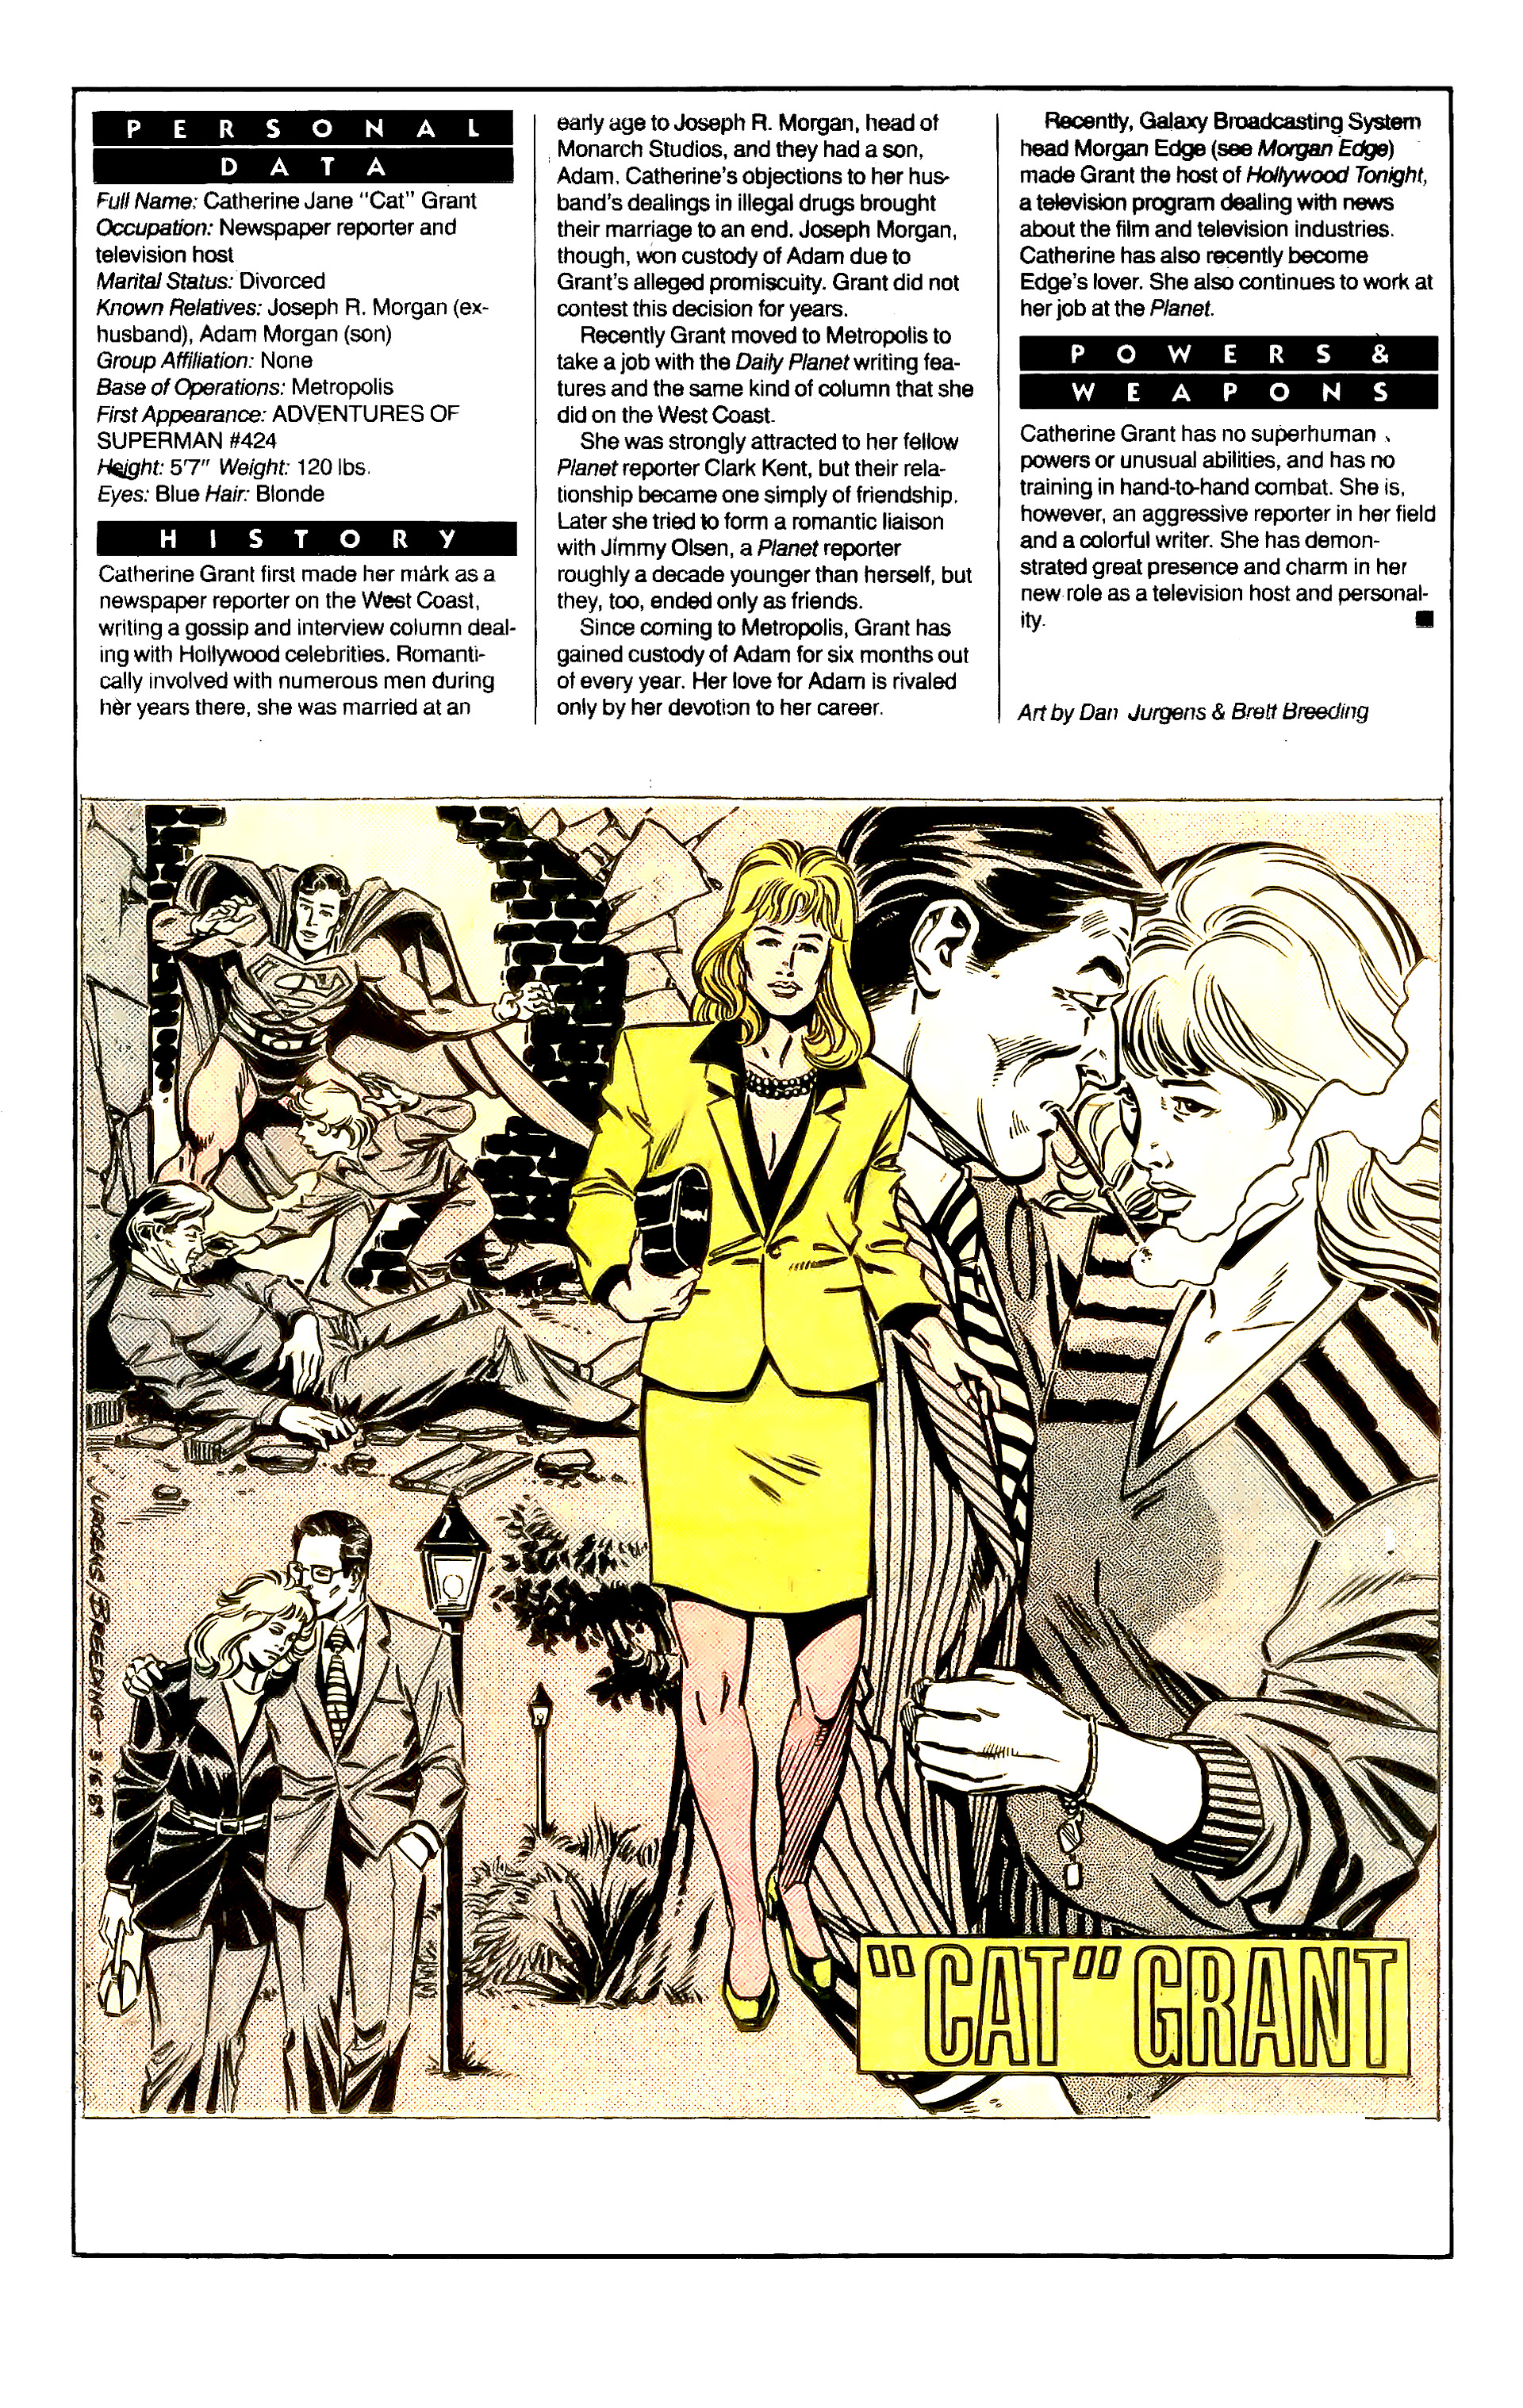 PERSONAL
DATA
Full Name: Catherine Jane "Cat" Grant
Occupation: Newspaper reporter and
television host
Marital Status: Divorced
Known Relatives: Joseph R. Morgan (ex-
husband), Adam Morgan (son)
Group Affiliation: None
Base of Operations: Metropolis
First Appearance: ADVENTURES OF
SUPERMAN #424
Height: 5'7" Weight: 120 lbs.
Eyes: Blue Hair: Blonde
HISTORY
Catherine Grant first made her mark as a
newspaper reporter on the West Coast,
writing a gossip and interview column deal-
ing with Hollywood celebrities. Romanti-
cally involved with numerous men during
her years there, she was married at an
early age to Joseph R. Morgan, head of
Monarch Studios, and they had a son,
Adam. Catherine's objections to her hus-
band's dealings in illegal drugs brought
their marriage to an end. Joseph Morgan,
though, won custody of Adam due to
Grant's alleged promiscuity. Grant did not
contest this decision for years.
Recently Grant moved to Metropolis to
take a job with the Daily Planet writing fea-
tures and the same kind of column that she
did on the West Coast.
She was strongly attracted to her fellow
Planet reporter Clark Kent, but their rela-
tionship became one simply of friendship.
Later she tried to form a romantic liaison
with Jimmy Olsen, a Planet reporter
roughly a decade younger than herself, but
they, too, ended only as friends.
Since coming to Metropolis, Grant has
gained custody of Adam for six months out
of every year. Her love for Adam is rivaled
only by her devotion to her career.
Recently, Galaxy Broadcasting System
head Morgan Edge (see Morgan Edge)
made Grant the host of Hollywood Tonight,
a television program dealing with news
about the film and television industries.
Catherine has also recently become
Edge's lover. She also continues to work at
her job at the Planet.
POWERS &
WEAPONS
Catherine Grant has no superhuman
powers or unusual abilities, and has no
training in hand-to-hand combat. She is,
however, an aggressive reporter in her field
and a colorful writer. She has demon-
strated great presence and charm in her
new role as a television host and personal-
ity.
Art by Dan Jurgens & Brett Breeding
JURGENS/BREEDING- 3-16-89
"CAT" GRANT